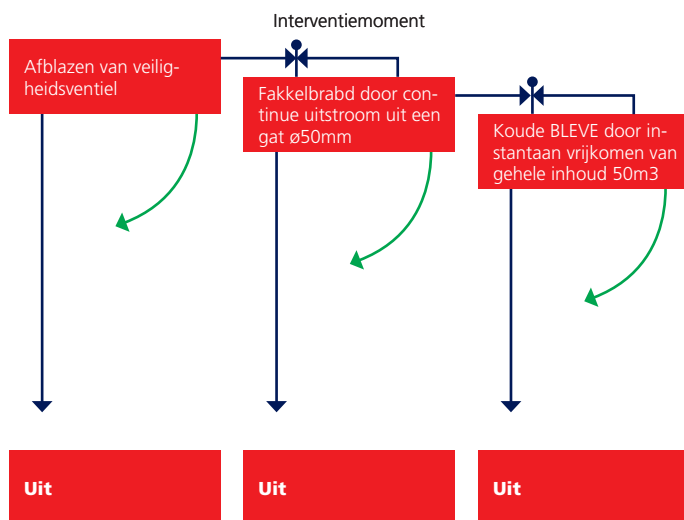 Interventiemoment
Afblazen van veilig-
heidsventiel
Fakkelbrabd door con-
tinue uitstroom uit een
gat ø50mm
Koude BLEVE door in-
stantaan vrijkomen van
gehele inhoud 50m3
Uit
Uit
Uit